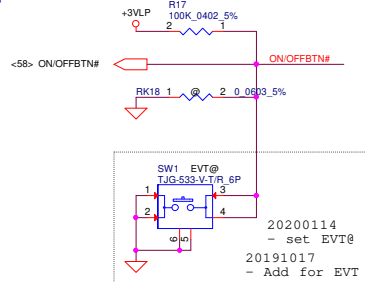 R17
+3VLP
100K_0402_5%
2
1
<58> ON/OFFBTN#
ON/OFFBTN#
RK18 1 @ 2 0_0603_5%
SW1 EVT@
TJG-533-V-T/R_6P
1
3
2
4
6
5
20200114
- set EVT@
20191017
- Add for EVT